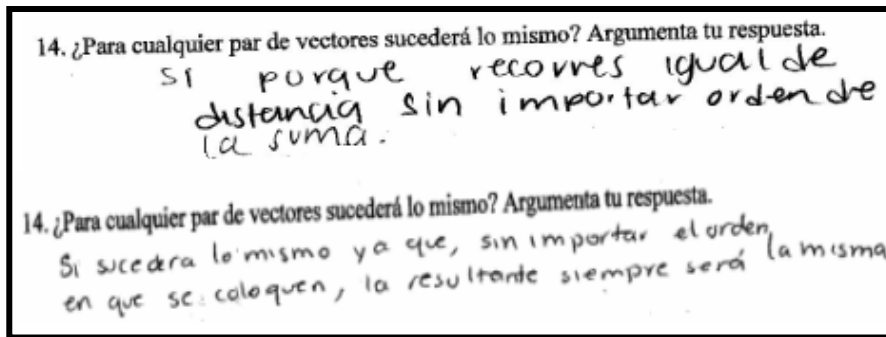 14. ¿Para cualquier par de vectores sucederá lo mismo? Argumenta tu respuesta.
SI porque recorres igual de
distancia sin importar orden de
la suma.
14. ¿Para cualquier par de vectores sucederá lo mismo? Argumenta tu respuesta.
Si sucedera lo mismo ya que, sin importar el orden
en que se coloquen, la resultante siempre será la misma